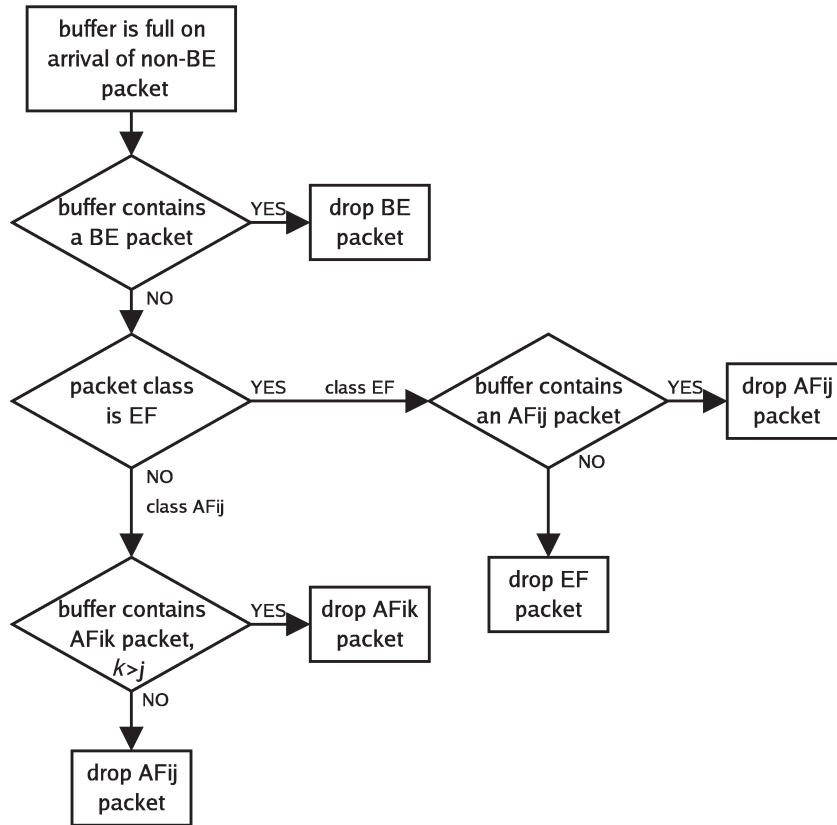 buffer is full on
arrival of non-BE
packet
buffer contains
a BE packet
YES
drop BE
packet
NO
packet class
is EF
YES
class EF
buffer contains
an AFij packet
YES
drop AFij
packet
NO
class AFij
NO
drop EF
packet
buffer contains
AFik packet,
k>j
YES
drop AFik
packet
NO
drop AFij
packet